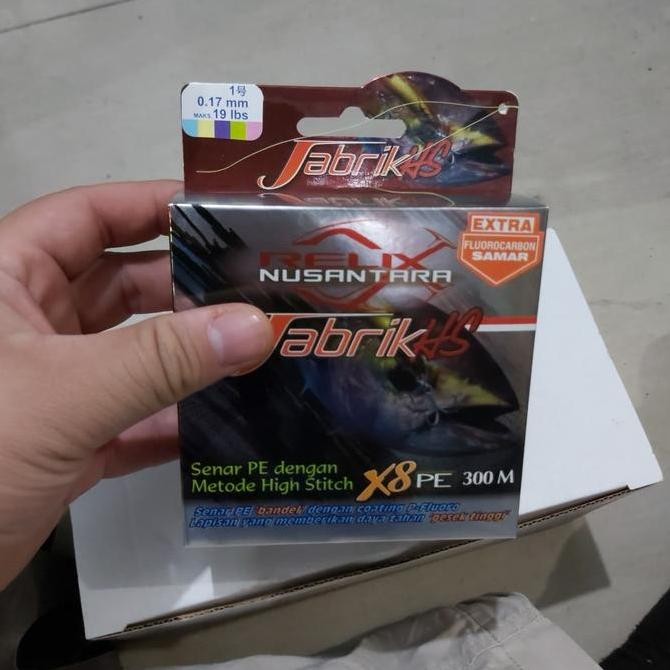 1号
0.17 mm
MAKS.19 lbs
JabrikHS
EXTRA
FLUOROCARBON
SAMAR
RELIX
NUSANTARA
JabrikHS
Senar PE dengan
Metode High Stitch X8 PE 300 M
Senar PE "bandel" dengan coating P-Fluoro
Lapisan yang memberikan daya tahan "gesek tinggi"